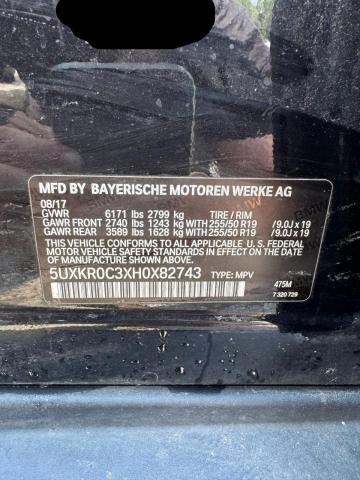 MFD BY BAYERISCHE MOTOREN WERKE AG
08/17
GVWR 6171 lbs 2799 kg TIRE / RIM
GAWR FRONT 2740 lbs 1243 kg WITH 255/50 R19 /9.0J x 19
GAWR REAR 3589 lbs 1628 kg WITH 255/50 R19 /9.0J x 19
THIS VEHICLE CONFORMS TO ALL APPLICABLE U. S. FEDERAL
MOTOR VEHICLE SAFETY STANDARDS IN EFFECT ON THE
DATE OF MANUFACTURE SHOWN ABOVE.
5UXKR0C3XH0X82743 TYPE: MPV
475M
7 320 729